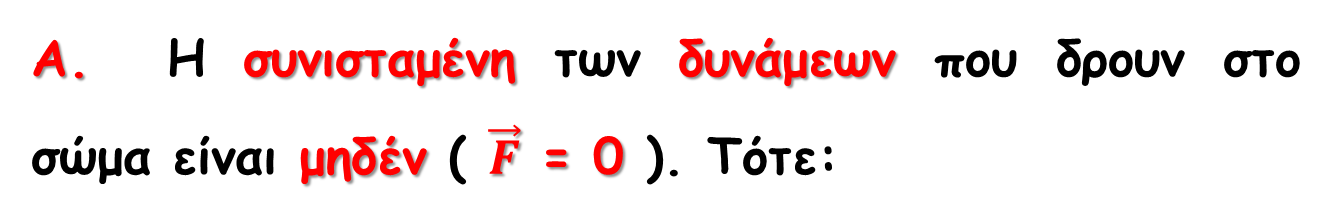 Α. Η συνισταμένη των δυνάμεων που δρουν στο
σώμα είναι μηδέν ( F⃗ = 0 ). Τότε: